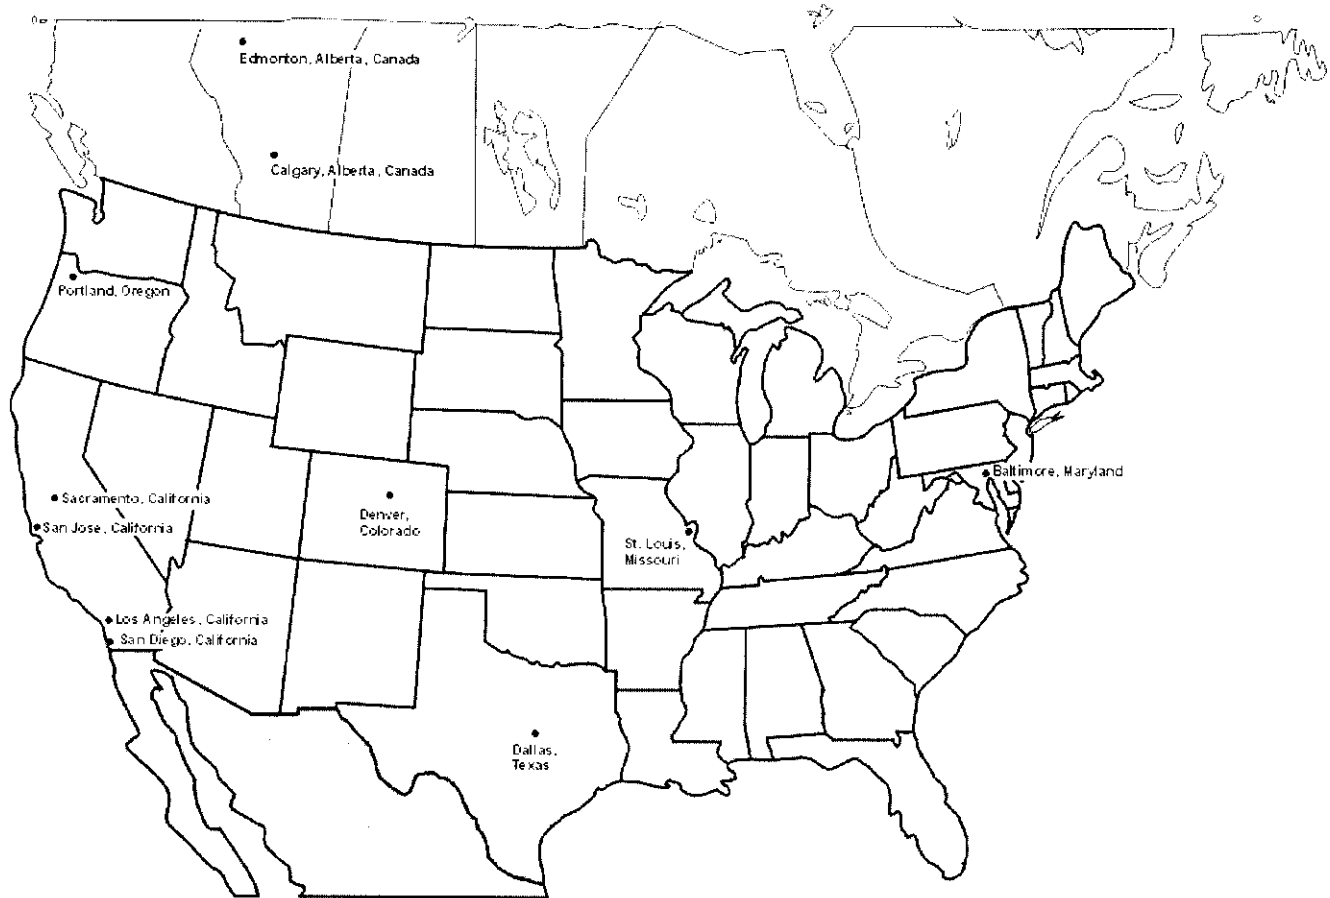 Edmonton, Alberta, Canada
Calgary, Alberta, Canada
Portland, Oregon
Baltimore, Maryland
Sacramento, California
San Jose, California
Denver,
Colorado
St. Louis,
Missouri
Los Angeles, California
San Diego, California
Dallas,
Texas